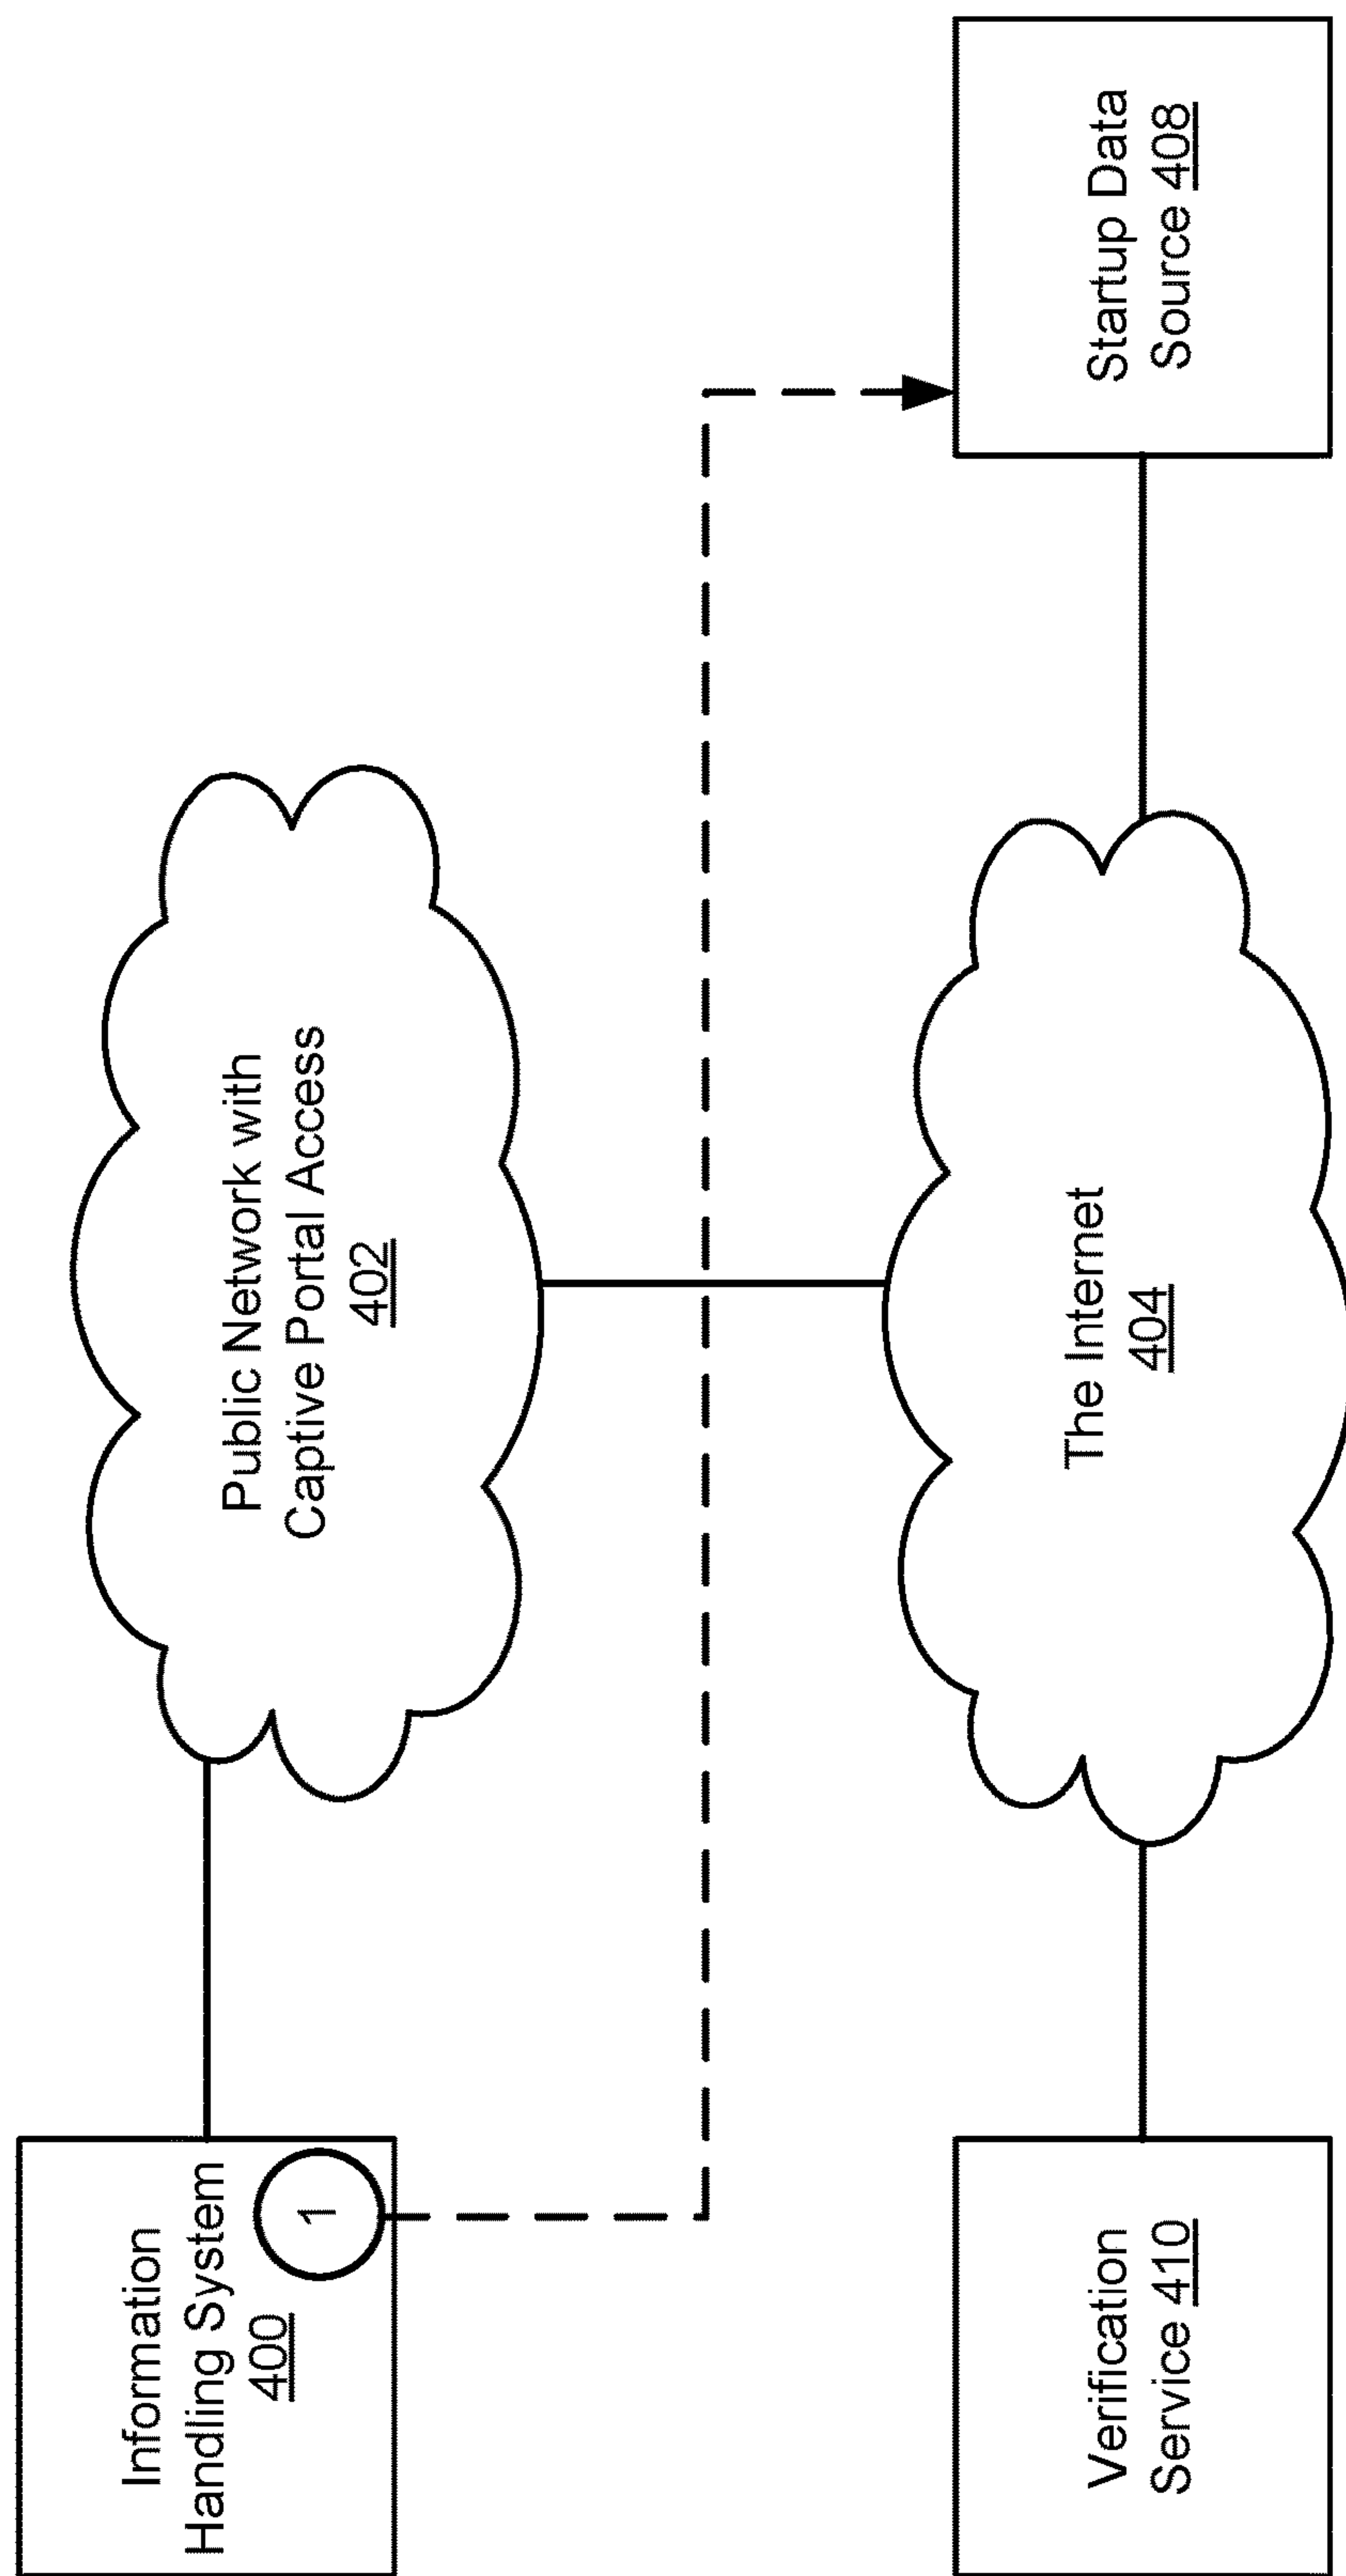 Information
Handling System
400
1
Public Network with
Captive Portal Access
402
Verification
Service 410
The Internet
404
Startup Data
Source 408